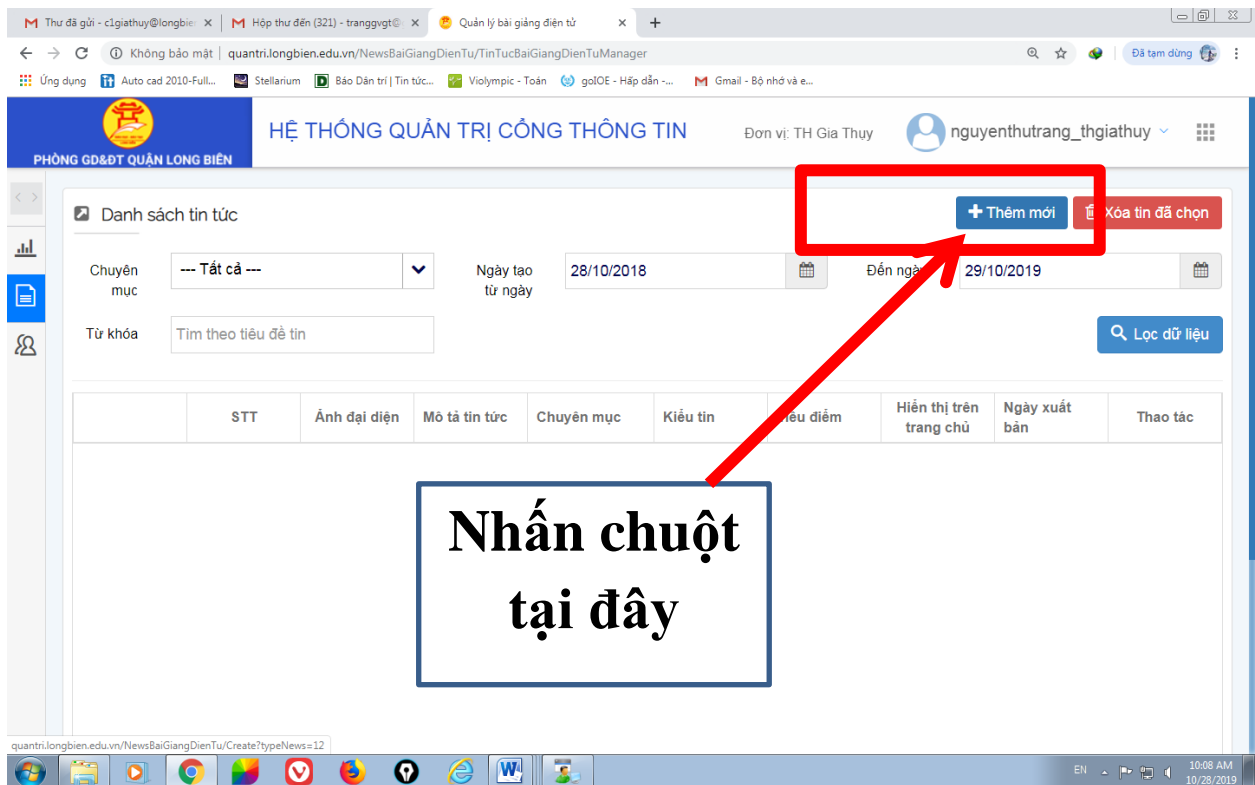 Thư đã gửi - c1giathuy@longbie
Hộp thư đến (321) - tranggvgt@
Quản lý bài giảng điện tử
Không bảo mật | quantri.longbien.edu.vn/NewsBaiGiangDienTu/TinTucBaiGiangDienTuManager
Đã tạm dừng
Ứng dụng
Auto cad 2010-Full...
Stellarium
Báo Dân trí | Tin tức...
Violympic - Toán
goIOE - Hấp dẫn -...
Gmail - Bộ nhớ và e...
PHÒNG GD&ĐT QUẬN LONG BIÊN
HỆ THỐNG QUẢN TRỊ CỔNG THÔNG TIN
Đơn vị: TH Gia Thụy
nguyenthutrang_thgiathuy
Danh sách tin tức
Thêm mới
Xóa tin đã chọn
Chuyên mục
--- Tất cả ---
Ngày tạo từ ngày
28/10/2018
Đến ngày
29/10/2019
Từ khóa
Tìm theo tiêu đề tin
Lọc dữ liệu
STT
Ảnh đại diện
Mô tả tin tức
Chuyên mục
Kiểu tin
Hiển thị trên trang chủ
Ngày xuất bản
Thao tác
Nhấn chuột
tại đây
quantri.longbien.edu.vn/NewsBaiGiangDienTu/Create?typeNews=12
EN
10:08 AM
10/28/2019